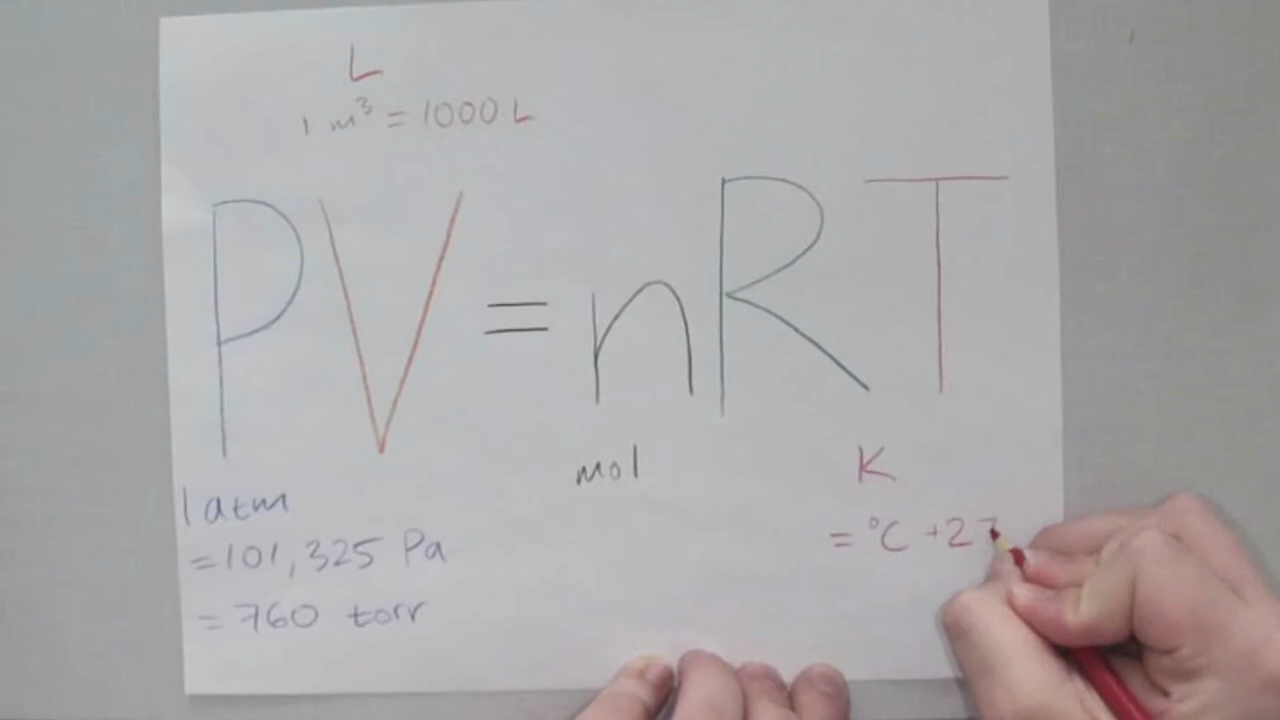 L
1 m³ = 1000 L
PV = nRT
mol
K
1 atm
= 101,325 Pa
= 760 torr
= °C + 27